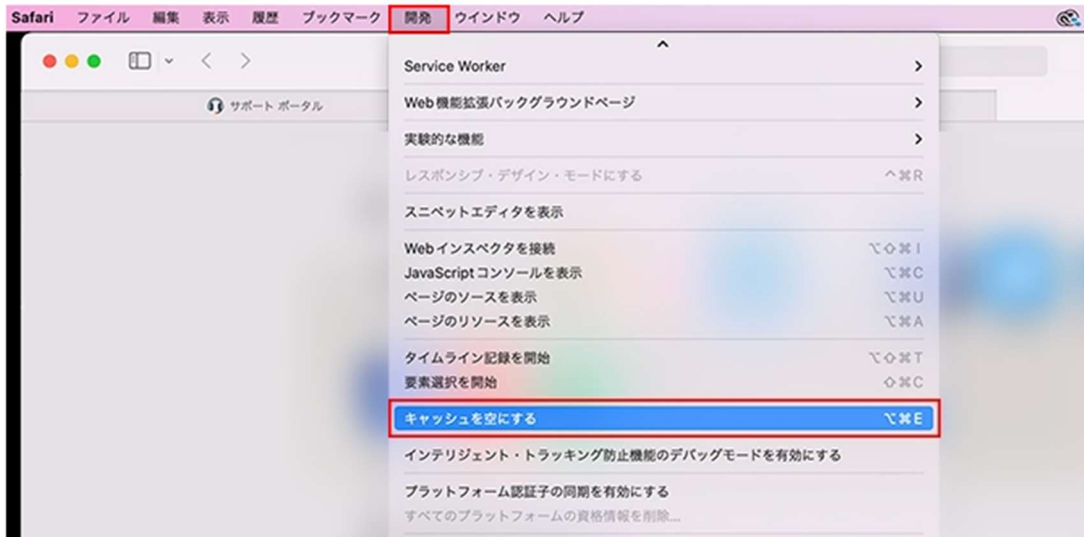 Safari ファイル 編集 表示 履歴 ブックマーク 開発 ウインドウ ヘルプ
サポート ポータル
Service Worker
Web機能拡張バックグラウンドページ
実験的な機能
レスポンシブ・デザイン・モードにする ^⌘R
スニペットエディタを表示
Webインスペクタを接続 ⌥⇧⌘I
JavaScriptコンソールを表示 ⌥⌘C
ページのソースを表示 ⌥⌘U
ページのリソースを表示 ⌥⌘A
タイムライン記録を開始 ⌥⇧⌘T
要素選択を開始 ⇧⌘C
キャッシュを空にする ⌥⌘E
インテリジェント・トラッキング防止機能のデバッグモードを有効にする
プラットフォーム認証子の同期を有効にする
すべてのプラットフォームの資格情報を削除...